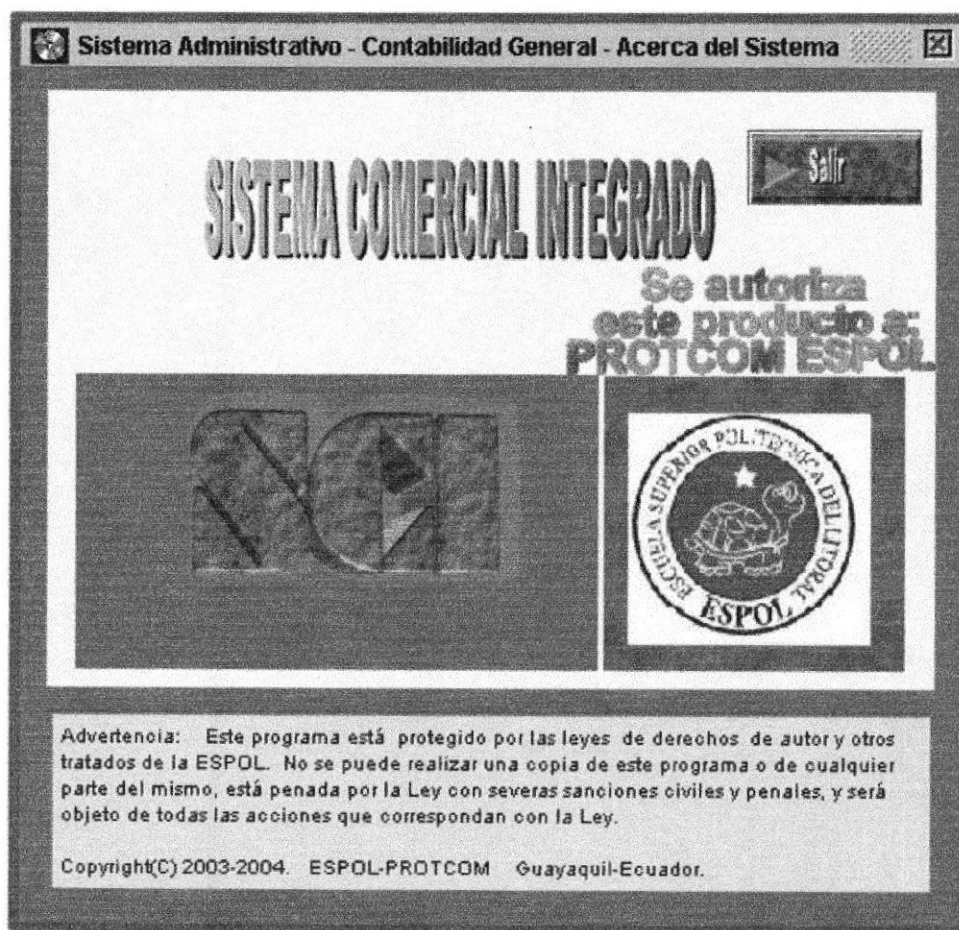 Sistema Administrativo - Contabilidad General - Acerca del Sistema
SISTEMA COMERCIAL INTEGRADO
Salir
Se autoriza
este producto a:
PROTCOM ESPOL
SCI
ESCUELA SUPERIOR POLITECNICA DEL LITORAL
ESPOL
Advertencia: Este programa está protegido por las leyes de derechos de autor y otros
tratados de la ESPOL. No se puede realizar una copia de este programa o de cualquier
parte del mismo, está penada por la Ley con severas sanciones civiles y penales, y será
objeto de todas las acciones que correspondan con la Ley.
Copyright(C) 2003-2004. ESPOL-PROTCOM Guayaquil-Ecuador.